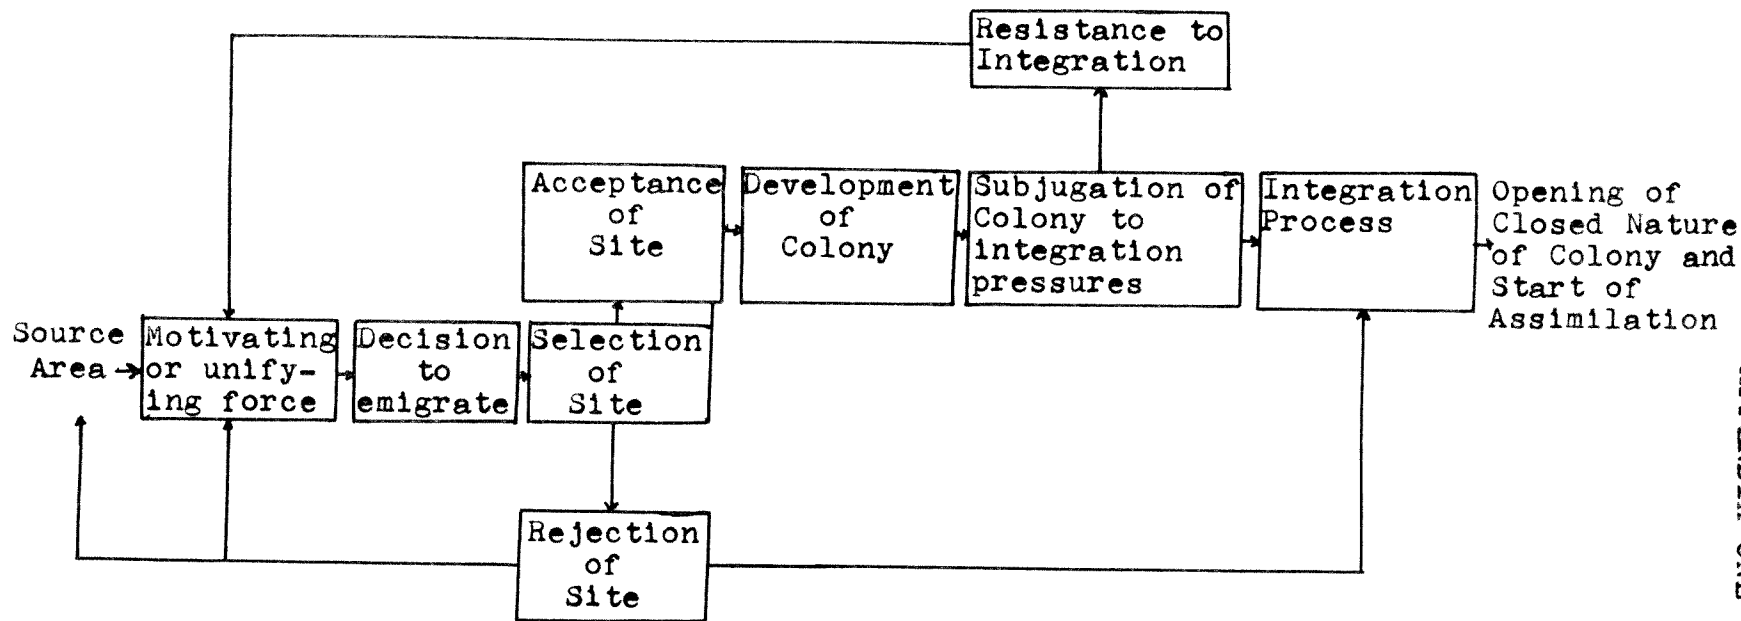 Resistance to
Integration
Acceptance
of
Site
Development
of
Colony
Subjugation of
Colony to
integration
pressures
Integration
Process
Opening of
Closed Nature
of Colony and
Start of
Assimilation
Source
Area
Motivating
or unify-
ing force
Decision
to
emigrate
Selection
of
Site
Rejection
of
Site